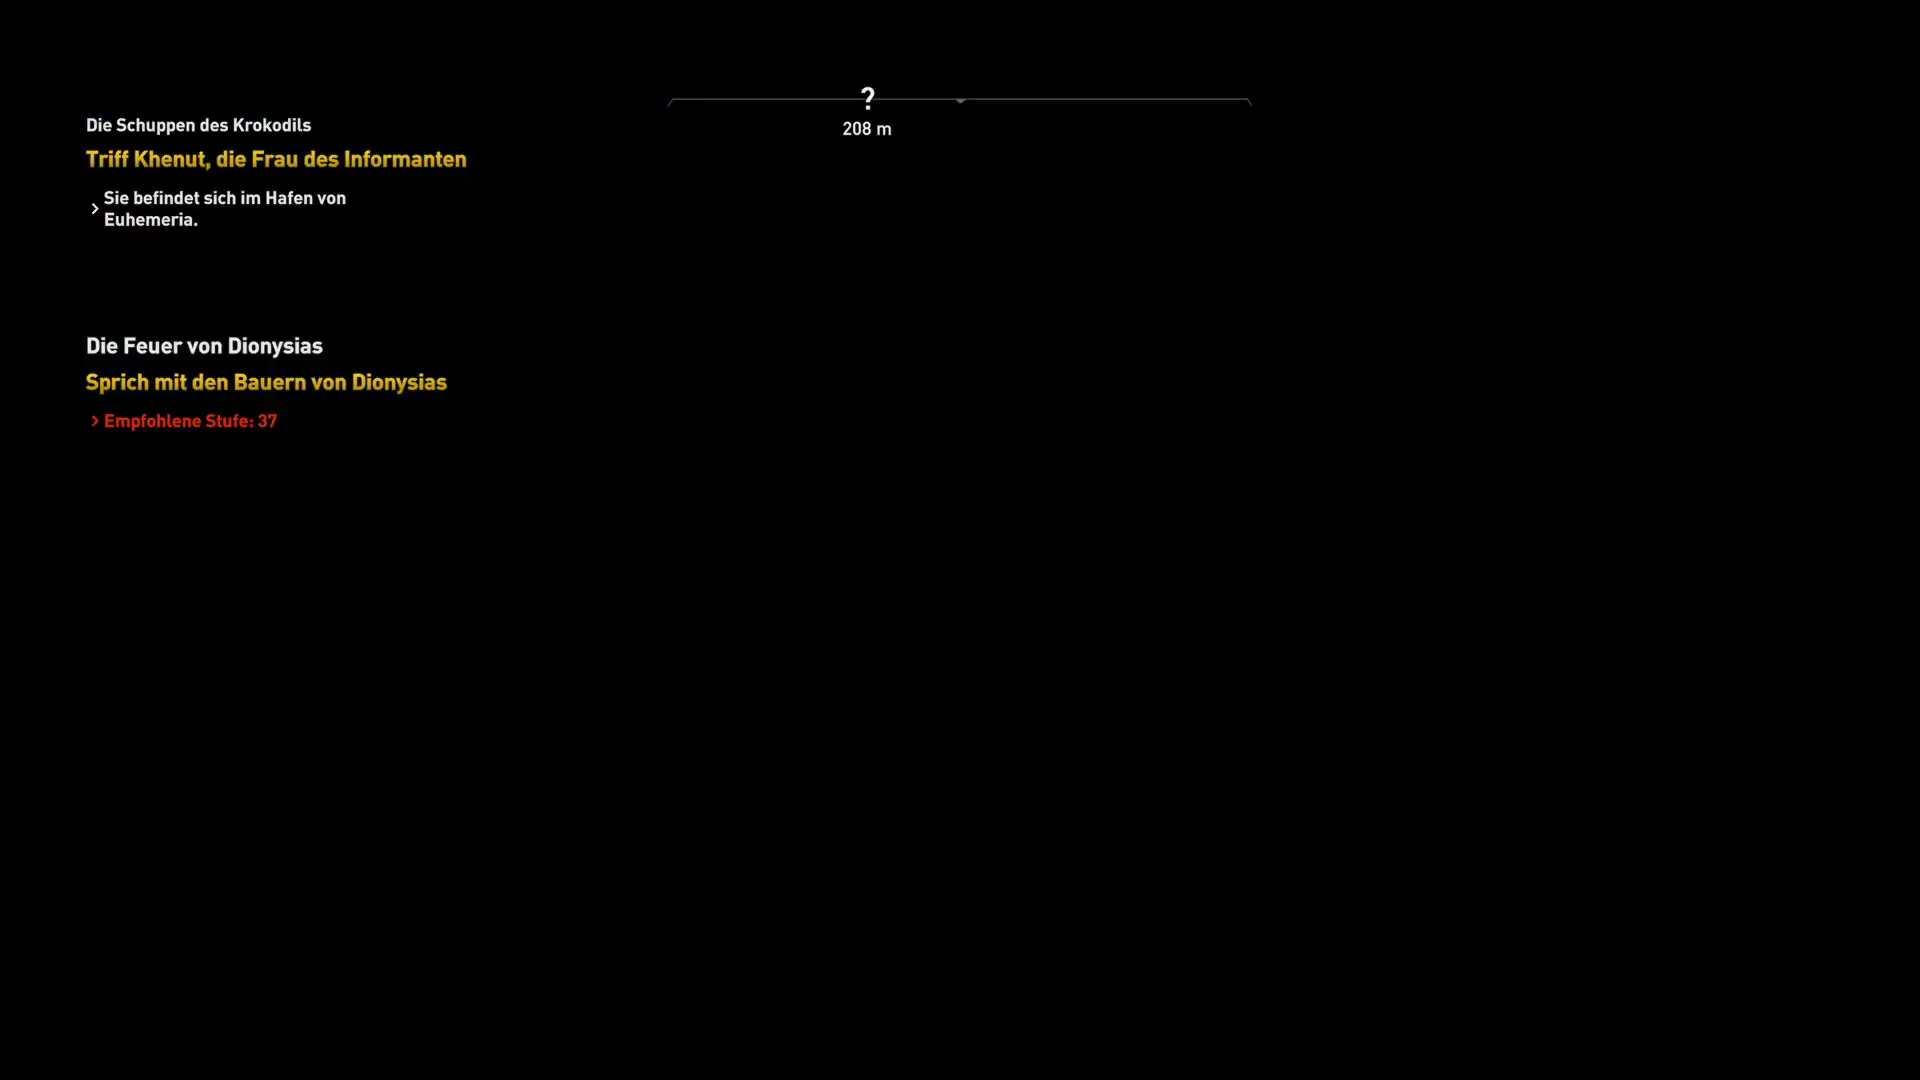 ?
208 m
Die Schuppen des Krokodils
Triff Khenut, die Frau des Informanten
> Sie befindet sich im Hafen von
Euhemeria.
Die Feuer von Dionysias
Sprich mit den Bauern von Dionysias
> Empfohlene Stufe: 37